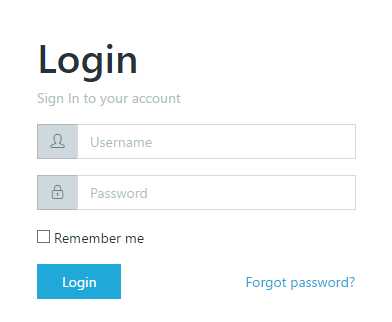 Login
Sign In to your account
Username
Password
Remember me
Login Forgot password?